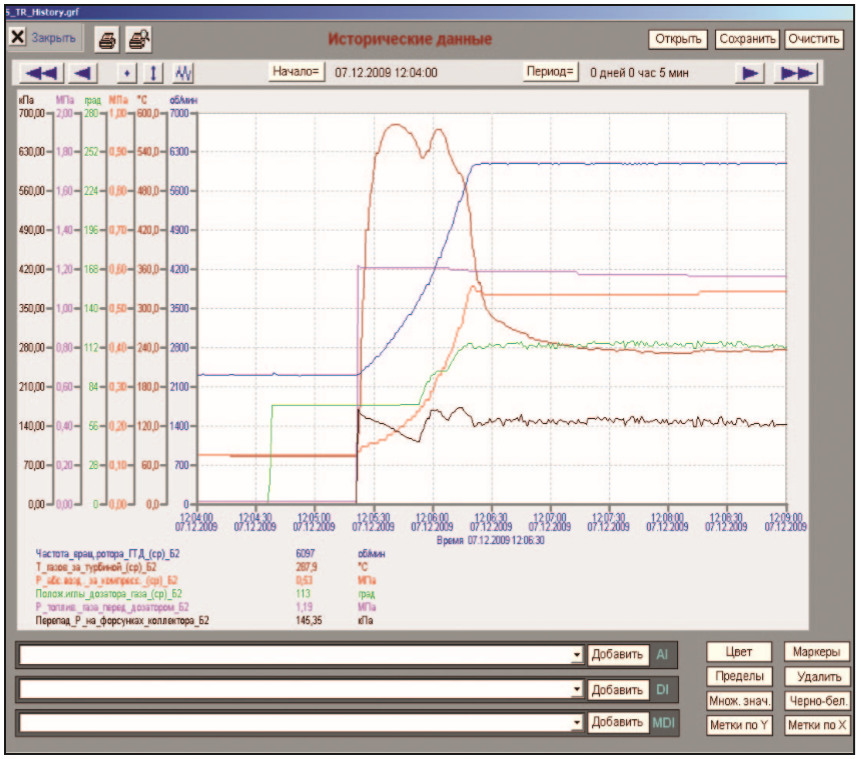 5_TR_History.grf
Закрыть
Исторические данные
Открыть Сохранить Очистить
Начало= 07.12.2009 12:04:00 Период= 0 дней 0 час 5 мин
кПа МПа град МПа °C об/мин
700,00 2,00 280 1,00 600,0 7000
630,00 1,80 252 0,90 540,0 6300
560,00 1,60 224 0,80 480,0 5600
490,00 1,40 196 0,70 420,0 4900
420,00 1,20 168 0,60 360,0 4200
350,00 1,00 140 0,50 300,0 3500
280,00 0,80 112 0,40 240,0 2800
210,00 0,60 84 0,30 180,0 2100
140,00 0,40 56 0,20 120,0 1400
70,00 0,20 28 0,10 60,0 700
0,00 0,00 0 0,00 0,0 0
12:04:00 12:04:30 12:05:00 12:05:30 12:06:00 12:06:30 12:07:00 12:07:30 12:08:00 12:08:30 12:09:00
07.12.2009 07.12.2009 07.12.2009 07.12.2009 07.12.2009 07.12.2009 07.12.2009 07.12.2009 07.12.2009 07.12.2009 07.12.2009
Время 07.12.2009 12:06:30
Частота_вращ.ротора_ГТД_(ср)_Б2 6097 об/мин
Т_газов_за_турбиной_(ср)_Б2 287,9 °C
Р_абс.возд._за_компресс._(ср)_Б2 0,53 МПа
Полож.иглы_дозатора_газа_(ср)_Б2 113 град
Р_топлив._газа_перед_дозатором_Б2 1,19 МПа
Перепад_Р_на_форсунках_коллектора_Б2 145,35 кПа
Добавить AI
Добавить DI
Добавить MDI
Цвет Маркеры
Пределы Удалить
Множ. знач. Черно-бел.
Метки по Y Метки по X